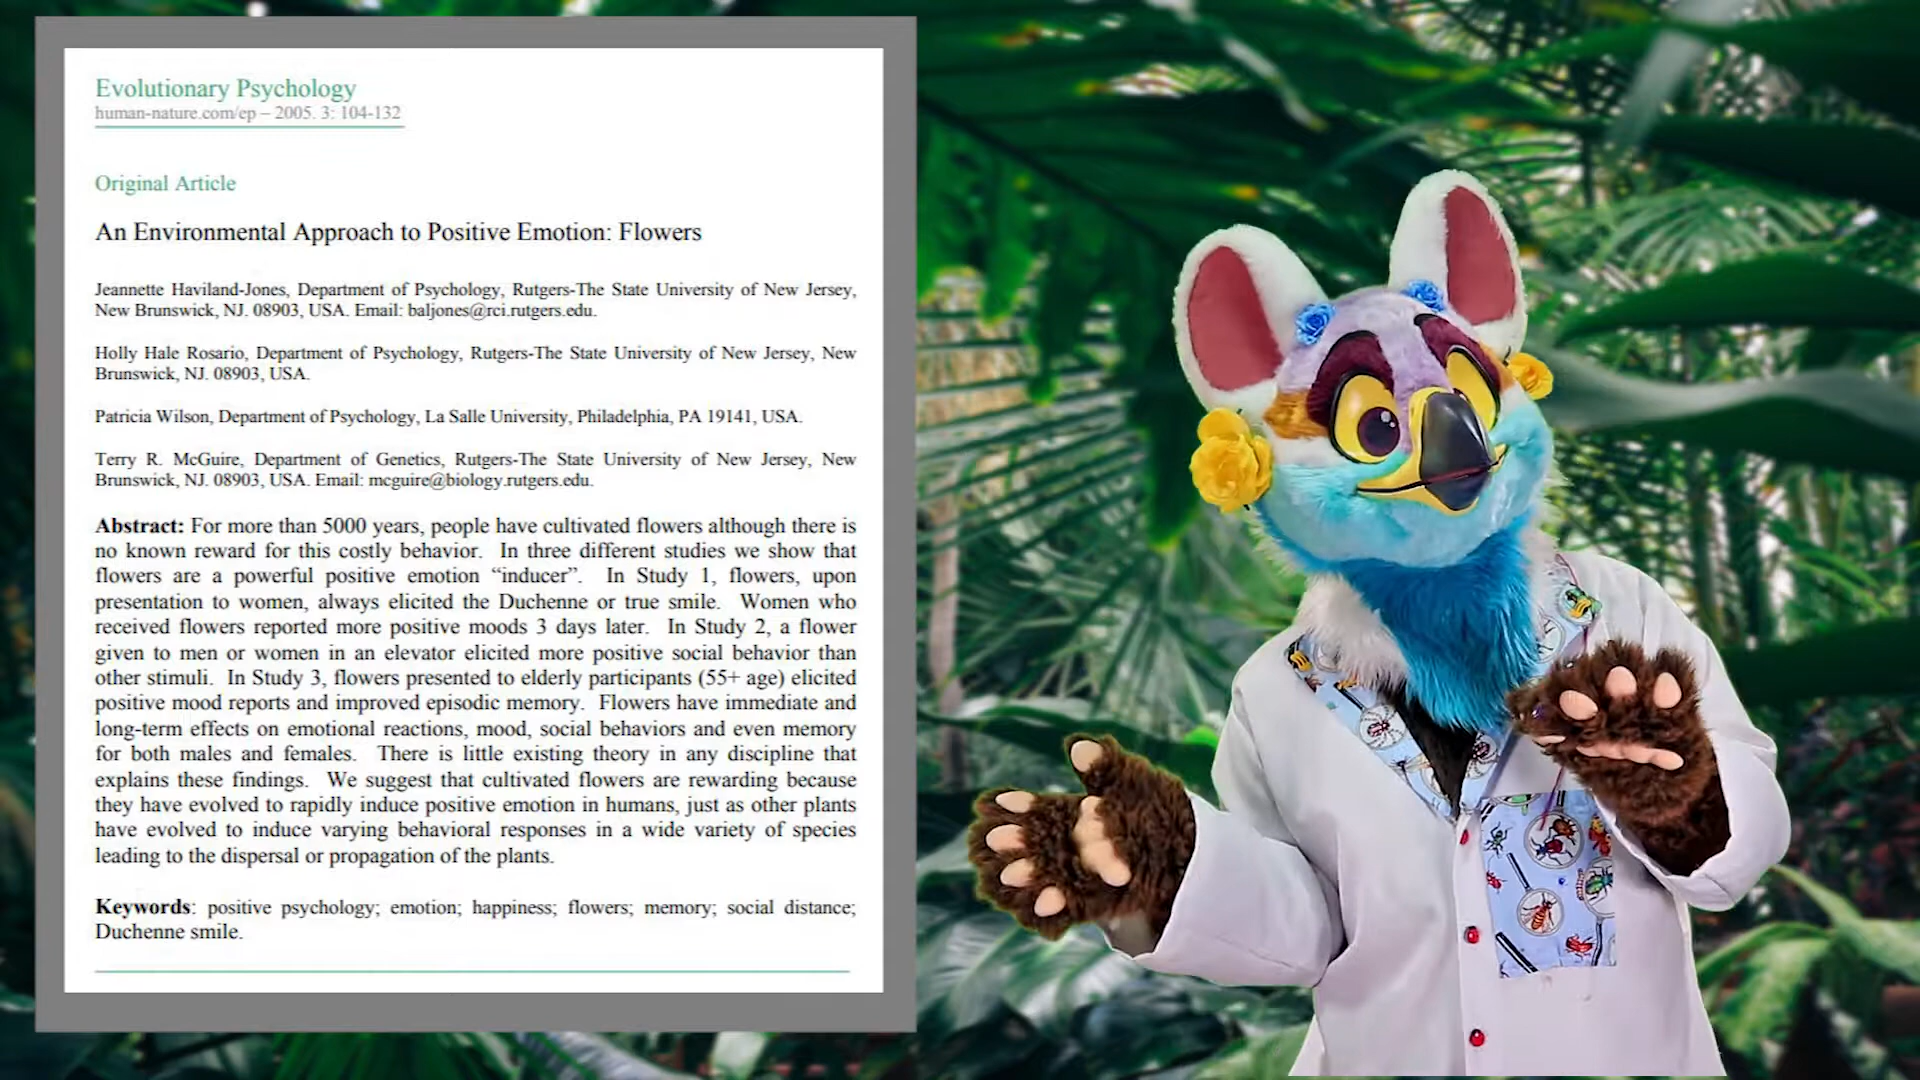 Evolutionary Psychology
human-nature.com/ep – 2005. 3: 104-132
Original Article
An Environmental Approach to Positive Emotion: Flowers
Jeannette Haviland-Jones, Department of Psychology, Rutgers-The State University of New Jersey,
New Brunswick, NJ. 08903, USA. Email: baljones@rci.rutgers.edu.
Holly Hale Rosario, Department of Psychology, Rutgers-The State University of New Jersey, New
Brunswick, NJ. 08903, USA.
Patricia Wilson, Department of Psychology, La Salle University, Philadelphia, PA 19141, USA.
Terry R. McGuire, Department of Genetics, Rutgers-The State University of New Jersey, New
Brunswick, NJ. 08903, USA. Email: mcguire@biology.rutgers.edu.
Abstract: For more than 5000 years, people have cultivated flowers although there is
no known reward for this costly behavior. In three different studies we show that
flowers are a powerful positive emotion “inducer”. In Study 1, flowers, upon
presentation to women, always elicited the Duchenne or true smile. Women who
received flowers reported more positive moods 3 days later. In Study 2, a flower
given to men or women in an elevator elicited more positive social behavior than
other stimuli. In Study 3, flowers presented to elderly participants (55+ age) elicited
positive mood reports and improved episodic memory. Flowers have immediate and
long-term effects on emotional reactions, mood, social behaviors and even memory
for both males and females. There is little existing theory in any discipline that
explains these findings. We suggest that cultivated flowers are rewarding because
they have evolved to rapidly induce positive emotion in humans, just as other plants
have evolved to induce varying behavioral responses in a wide variety of species
leading to the dispersal or propagation of the plants.
Keywords: positive psychology; emotion; happiness; flowers; memory; social distance;
Duchenne smile.